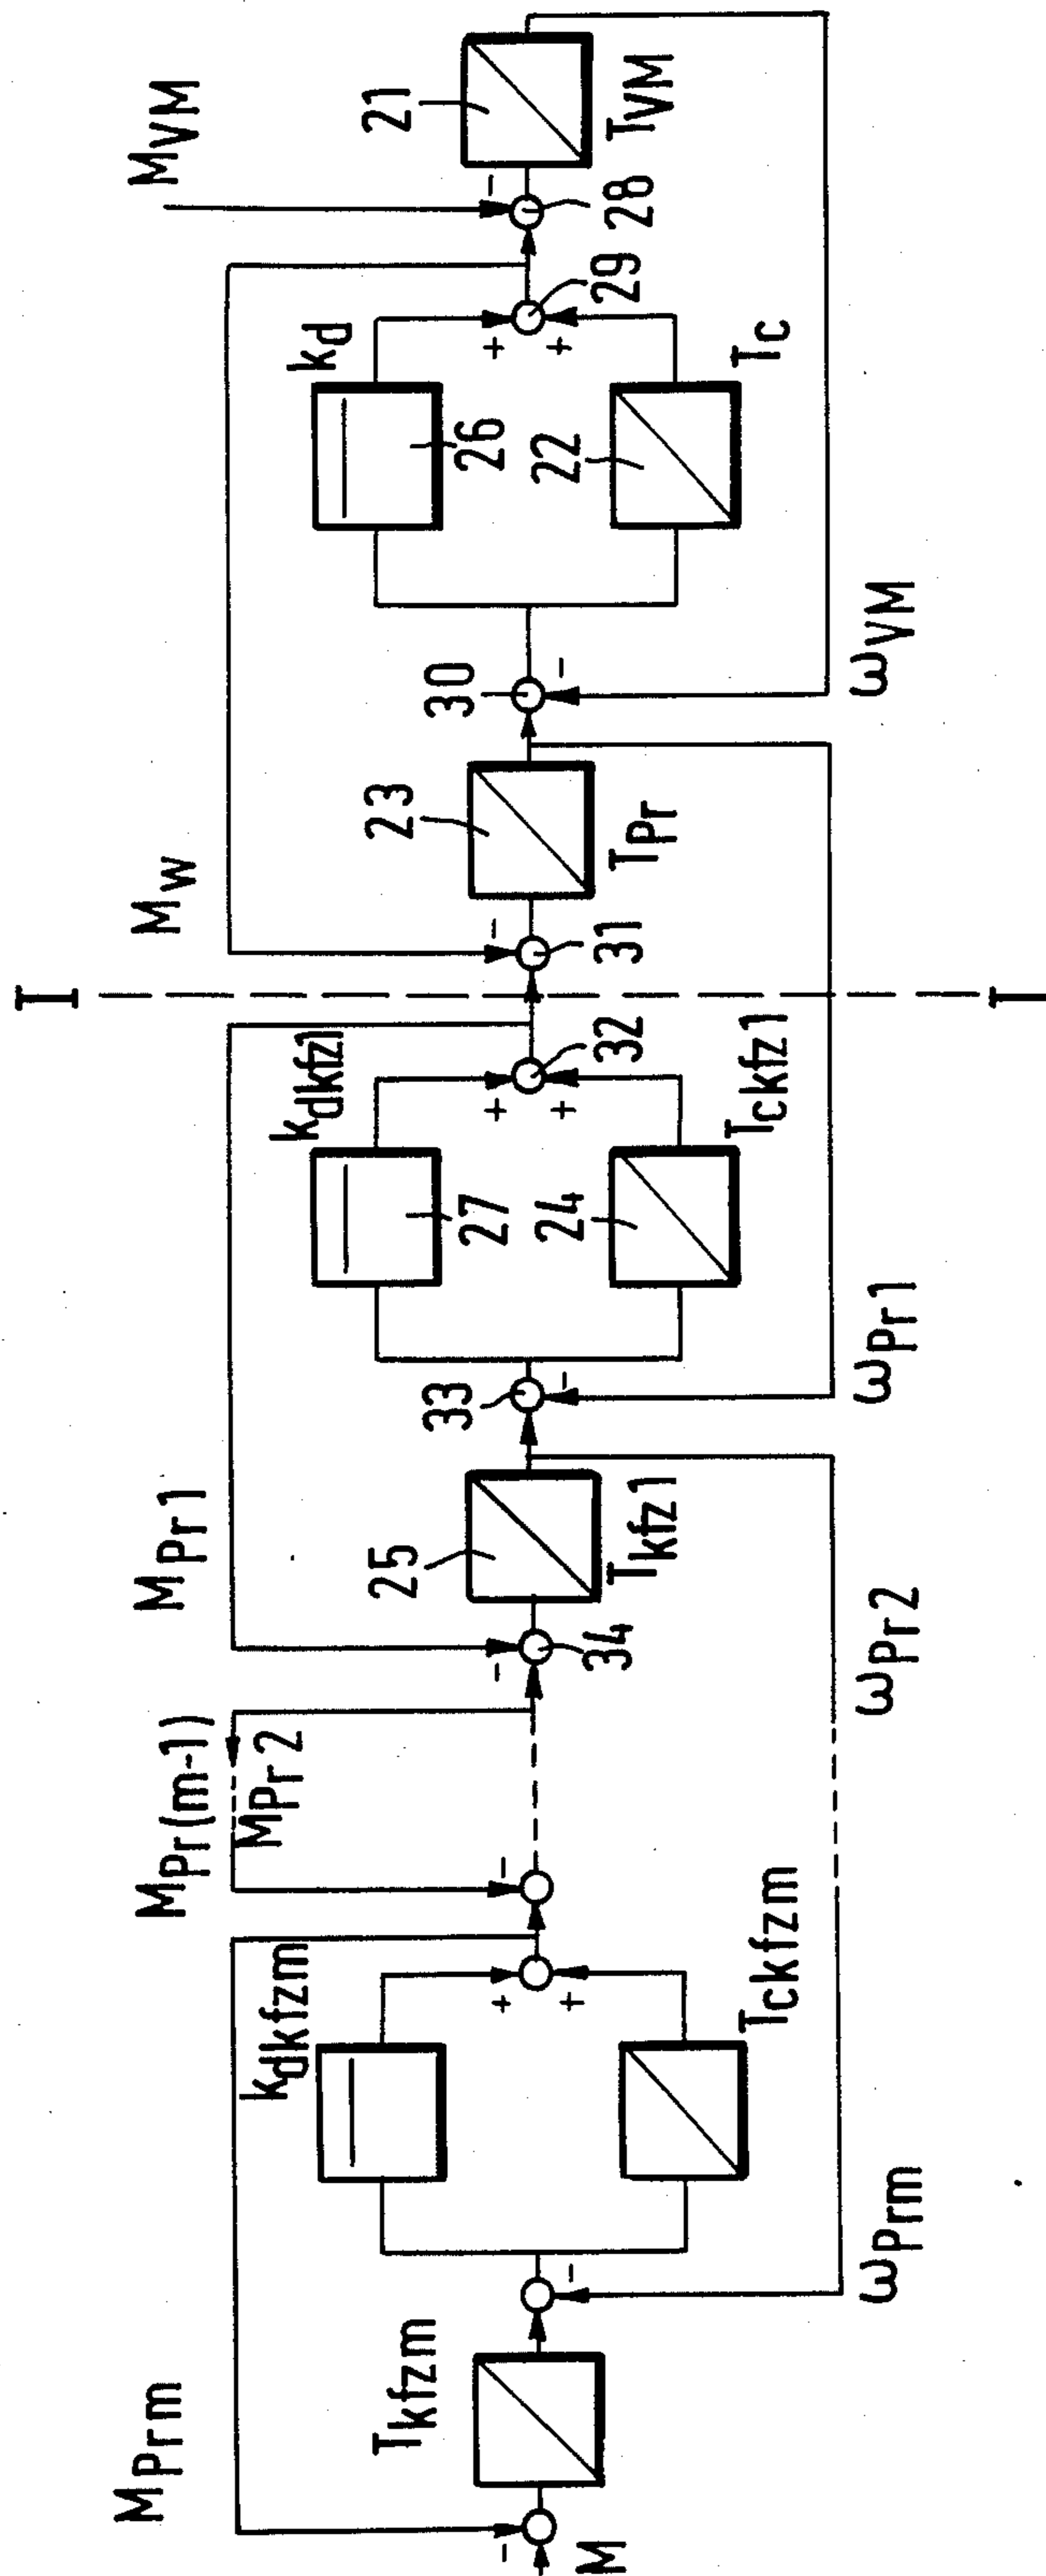 I
MPrm
MPr(m-1)
MPr2
MPr1
Mw
MVM
kdkfzm
kdkfz1
kd
Tkfzm
25
33
27
24
23
30
26
22
21
-
-
-
-
-
-
+
+
+
+
+
+
-
-
-
M
34
32
31
29
28
Tkfz1
TPr
TVM
Tckfzm
Tckfz1
Tc
ωPrm
ωPr2
ωPr1
ωVM
I